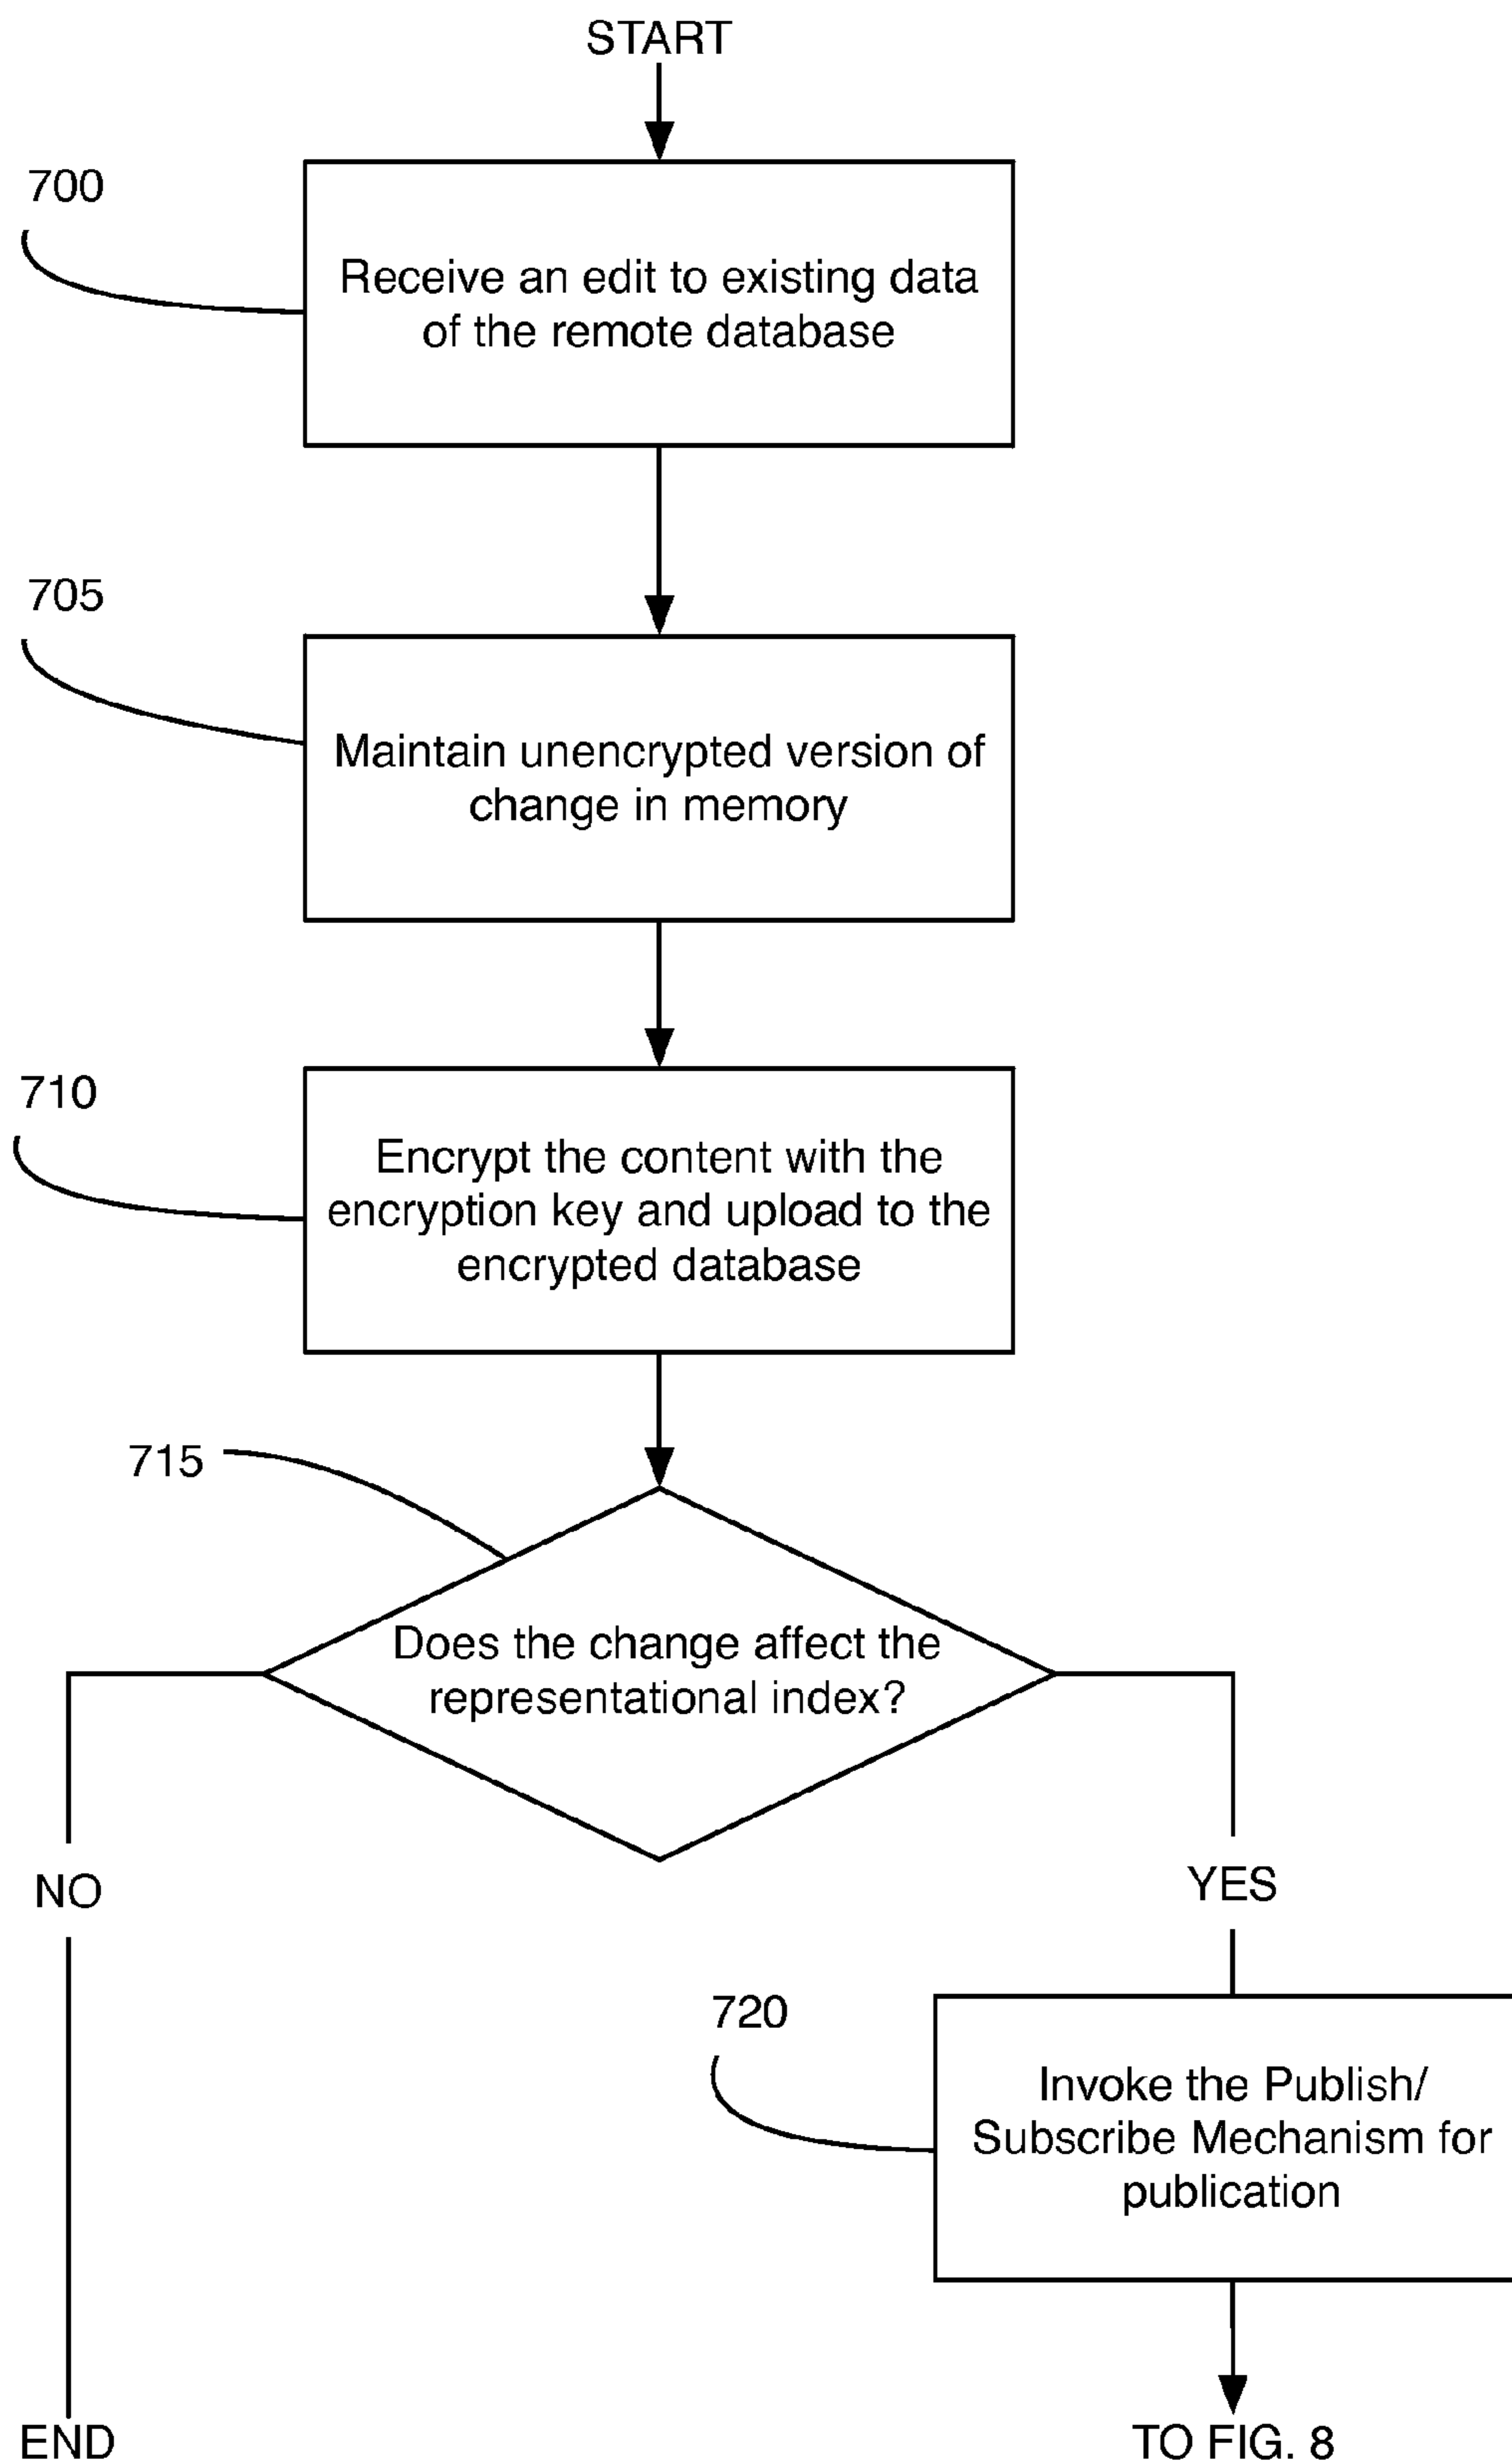 START
700
Receive an edit to existing data
of the remote database
705
Maintain unencrypted version of
change in memory
710
Encrypt the content with the
encryption key and upload to the
encrypted database
715
Does the change affect the
representational index?
NO
YES
720
Invoke the Publish/
Subscribe Mechanism for
publication
END
TO FIG. 8